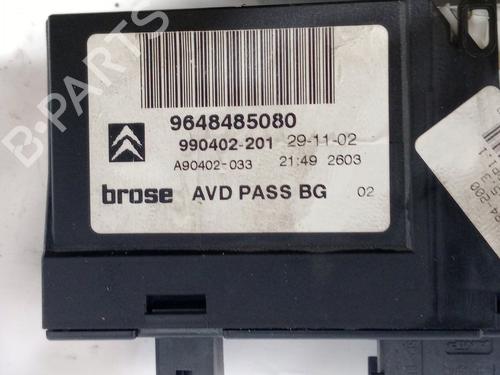 9648485080
990402-201 29-11-02
A90402-033 21:49 2603
brose AVD PASS BG 02
B-PARTS